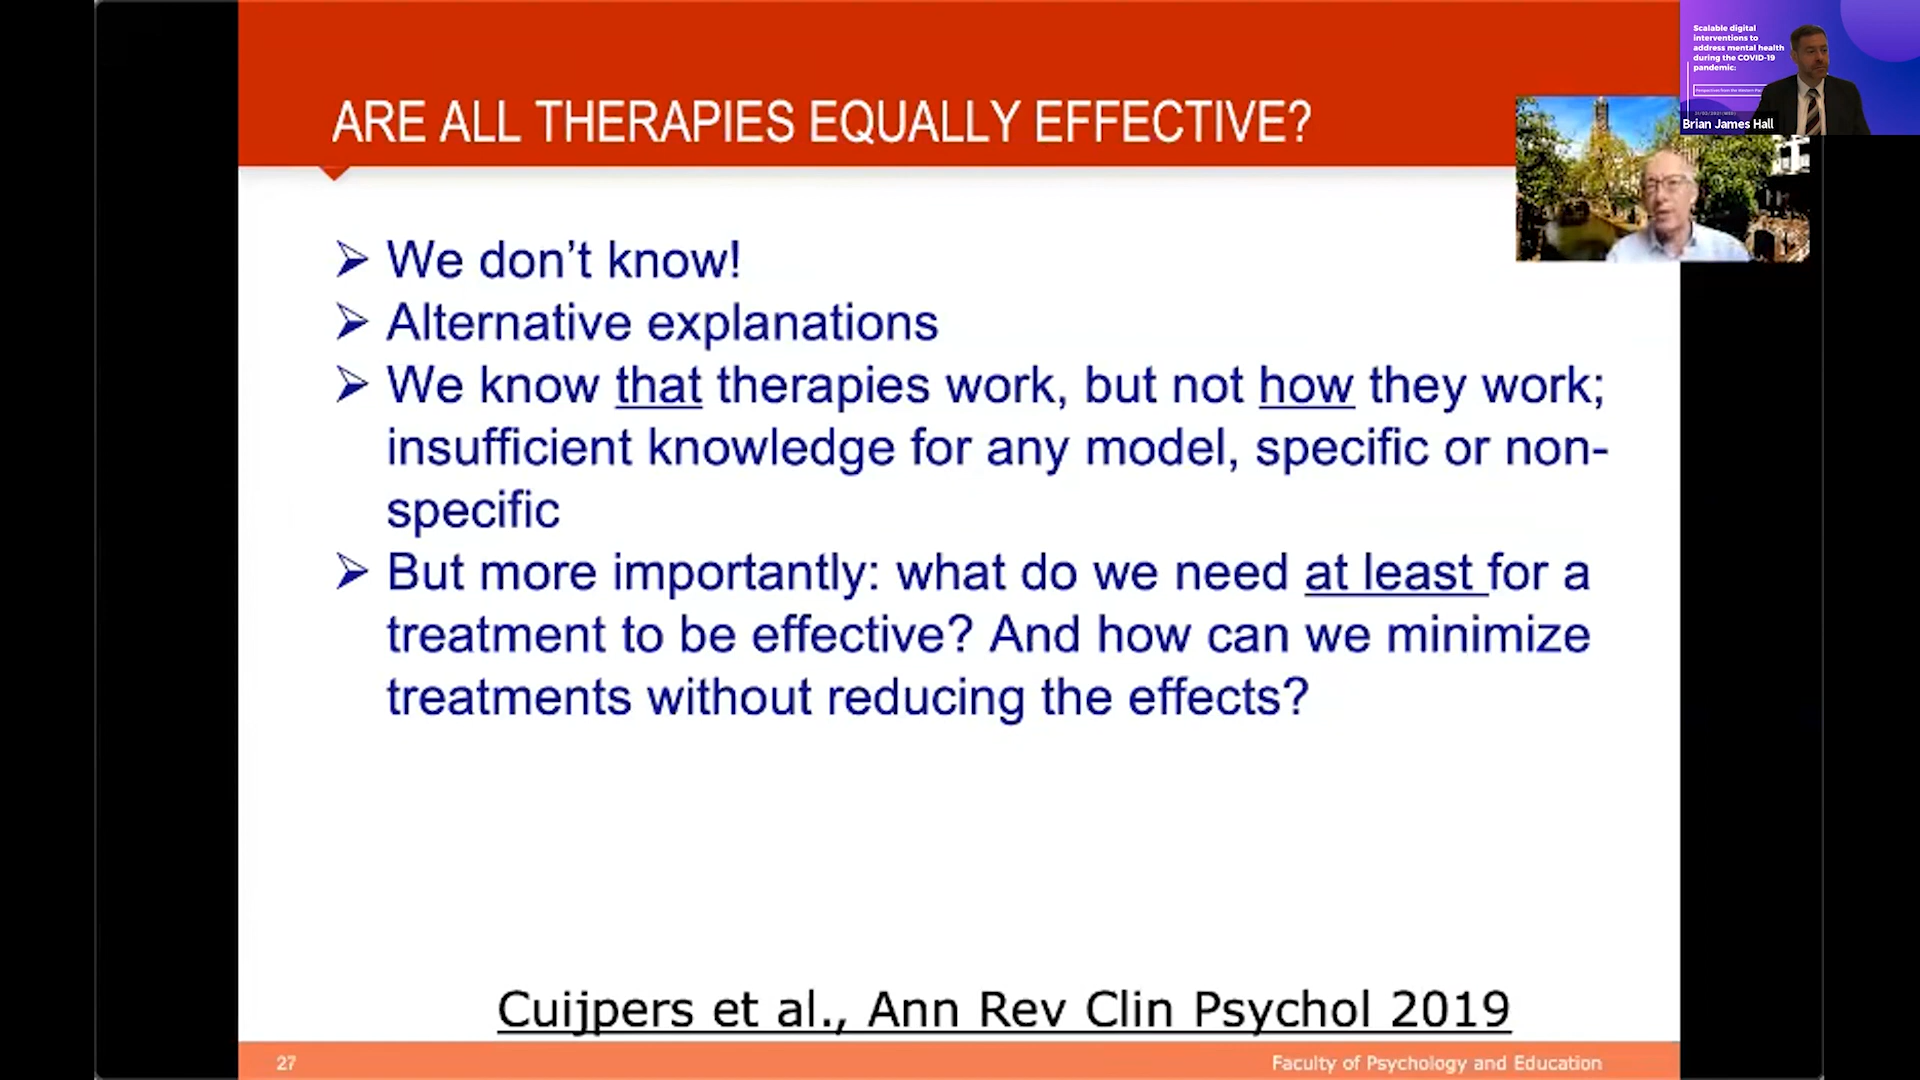 ARE ALL THERAPIES EQUALLY EFFECTIVE?
Scalable digital
interventions to
address mental health
during the COVID-19
pandemic:
Brian James Hall
➢ We don’t know!
➢ Alternative explanations
➢ We know that therapies work, but not how they work;
insufficient knowledge for any model, specific or non-
specific
➢ But more importantly: what do we need at least for a
treatment to be effective? And how can we minimize
treatments without reducing the effects?
Cuijpers et al., Ann Rev Clin Psychol 2019
27
Faculty of Psychology and Education